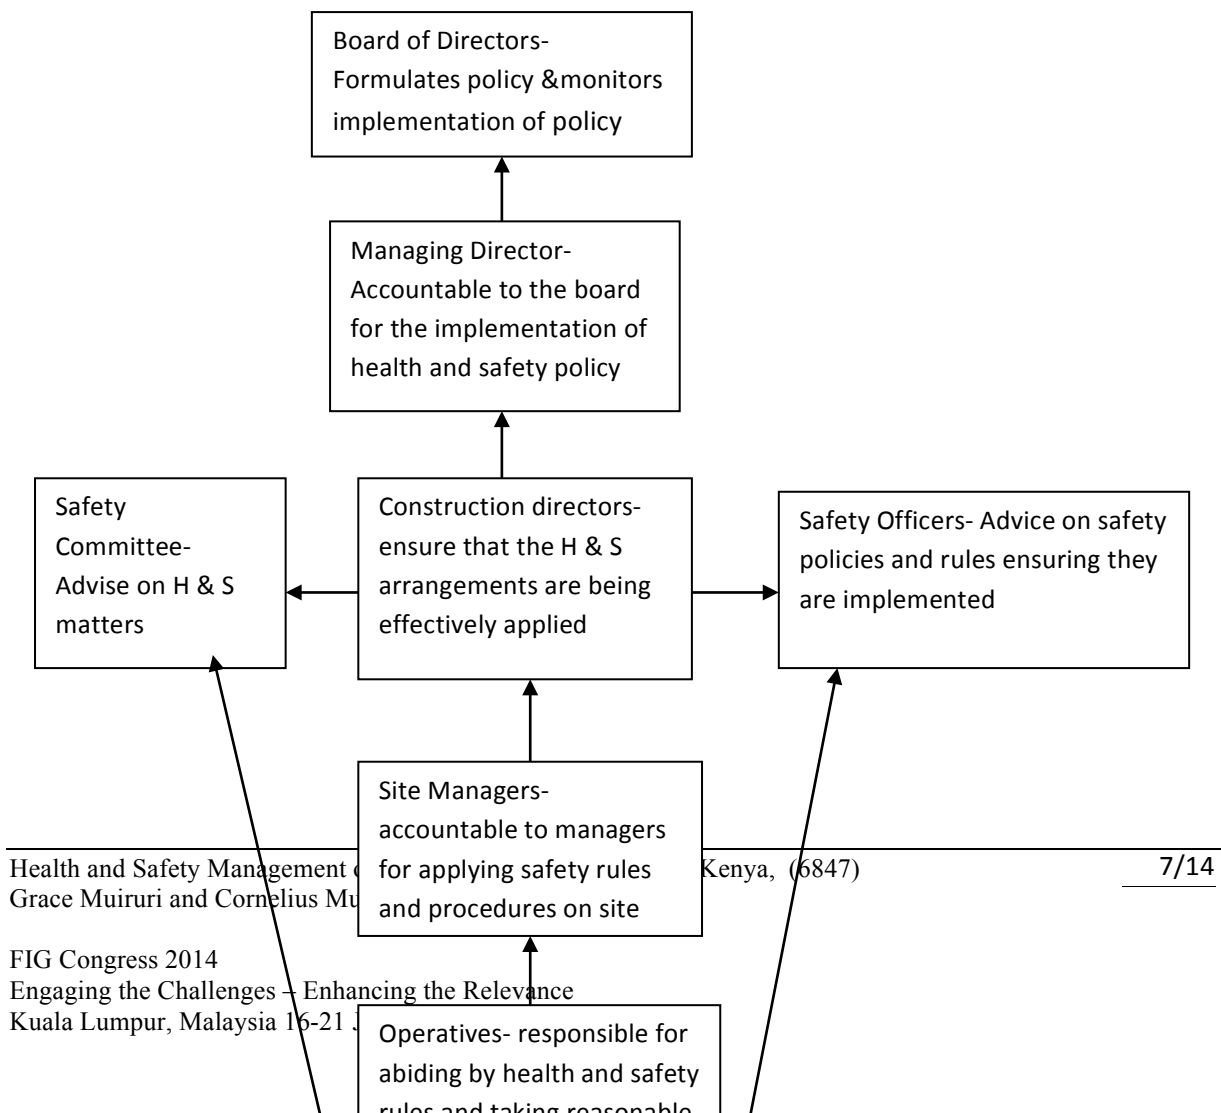 Board of Directors-
Formulates policy &monitors
implementation of policy
Managing Director-
Accountable to the board
for the implementation of
health and safety policy
Safety
Committee-
Advise on H & S
matters
Construction directors-
ensure that the H & S
arrangements are being
effectively applied
Safety Officers- Advice on safety
policies and rules ensuring they
are implemented
Site Managers-
accountable to managers
for applying safety rules
and procedures on site
Health and Safety Management Kenya, (6847) 7/14
Grace Muiruri and Cornelius
FIG Congress 2014
Engaging the Challenges – Enhancing the Relevance
Kuala Lumpur, Malaysia 16-21
Operatives- responsible for
abiding by health and safety
rules and taking reasonable